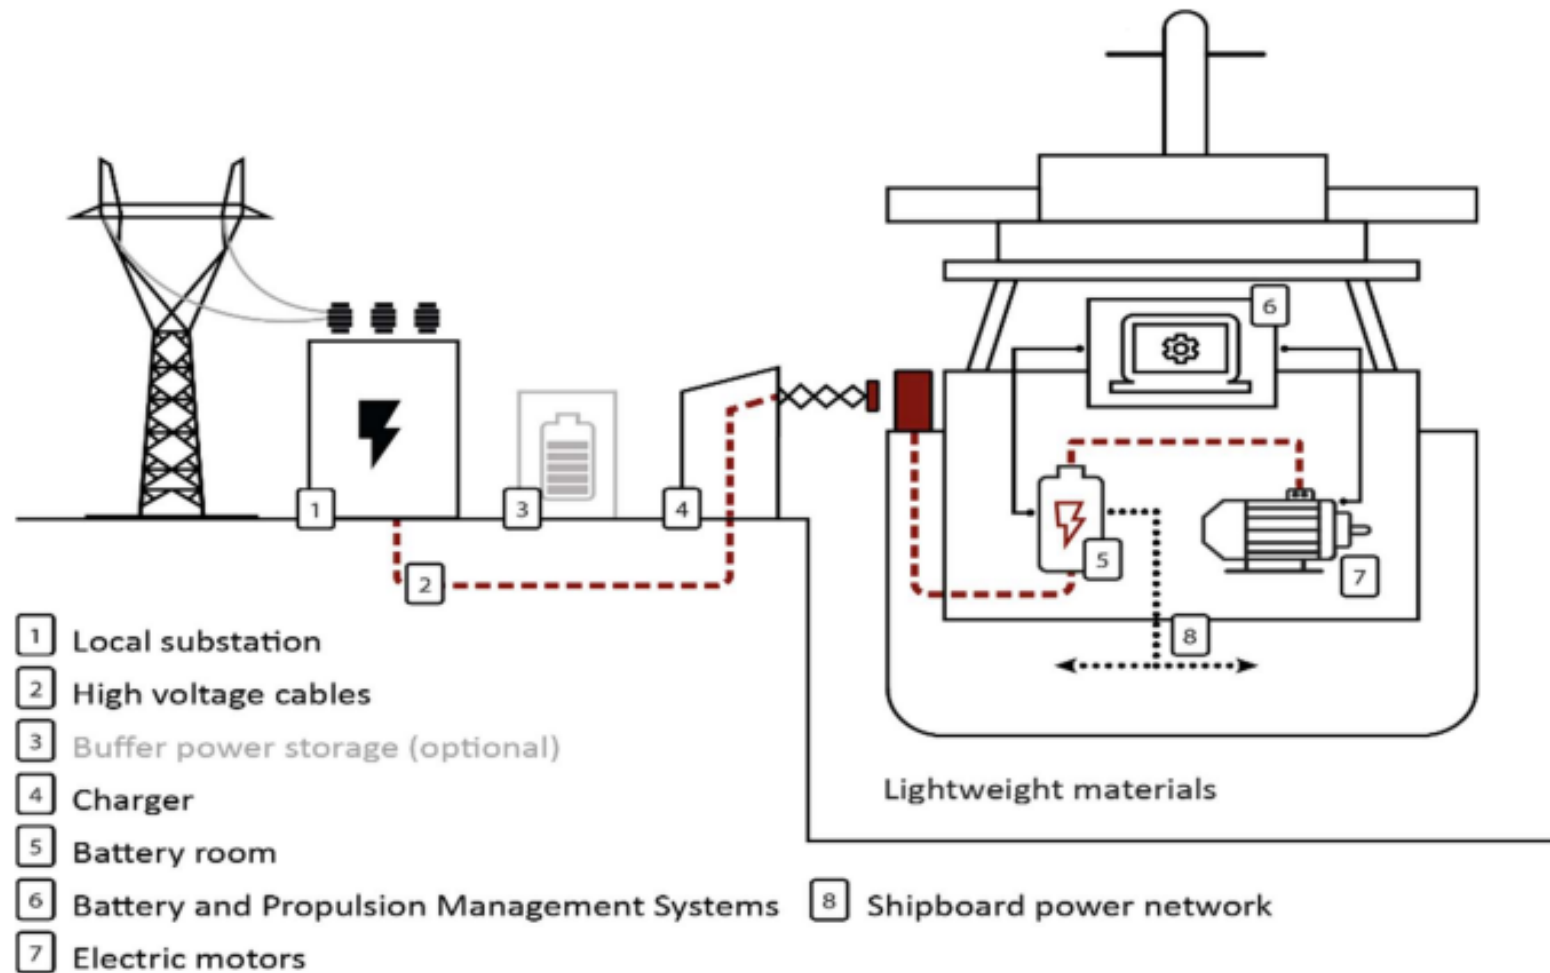 6
5
7
8
1
2
3
4
1 Local substation
2 High voltage cables
3 Buffer power storage (optional)
4 Charger
5 Battery room
6 Battery and Propulsion Management Systems
7 Electric motors
8 Shipboard power network
Lightweight materials